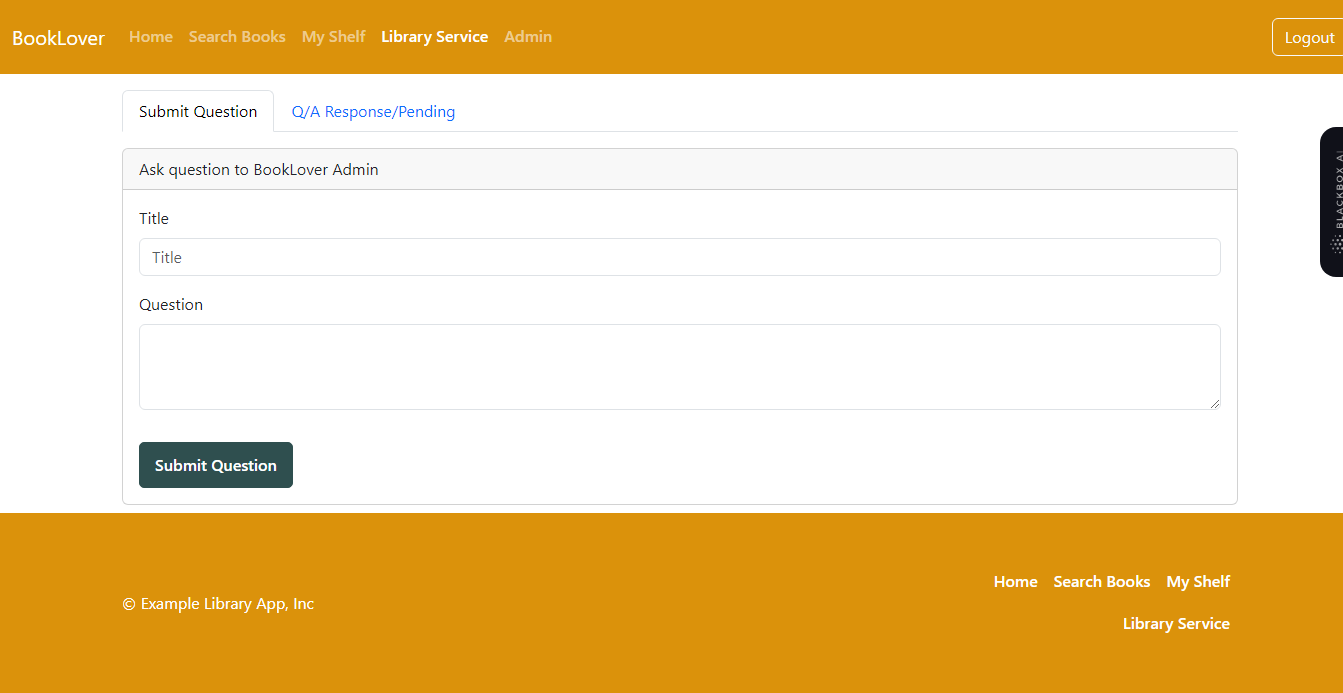 BookLover Home Search Books My Shelf Library Service Admin Logout
Submit Question Q/A Response/Pending
BLACKBOX AI
Ask question to BookLover Admin
Title
Title
Question
Submit Question
Home Search Books My Shelf
© Example Library App, Inc
Library Service